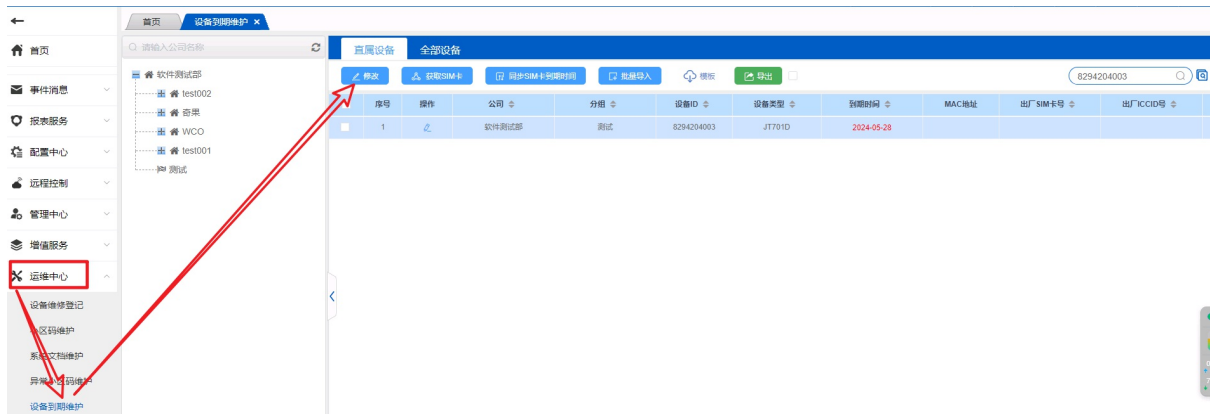 首页 设备到期维护 ×
首页
事件消息
报表服务
配置中心
远程控制
管理中心
增值服务
运维中心
设备维修登记
小区码维护
系统文档维护
异常小区码维护
设备到期维护
请输入公司名称
软件测试部
test002
奇果
WCO
test001
测试
直属设备 全部设备
修改 获取SIM卡 同步SIM卡到期时间 批量导入 模板 导出 8294204003
序号 操作 公司 分组 设备ID 设备类型 到期时间 MAC地址 出厂SIM卡号 出厂ICCID号
1 软件测试部 测试 8294204003 JT701D 2024-05-28